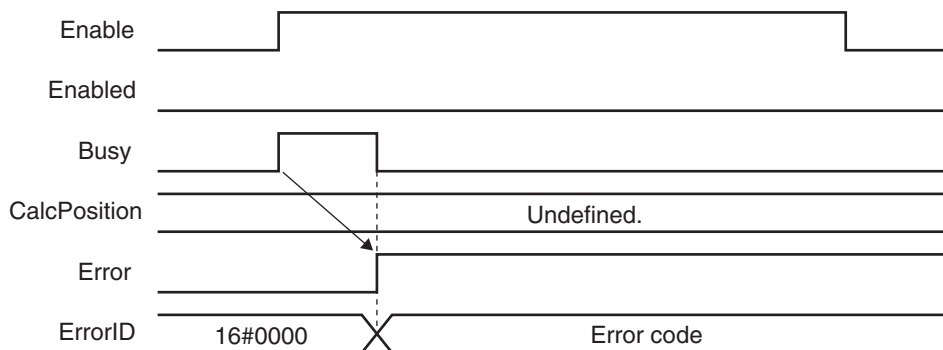 Enable
Enabled
Busy
CalcPosition
Undefined.
Error
ErrorID
16#0000
Error code